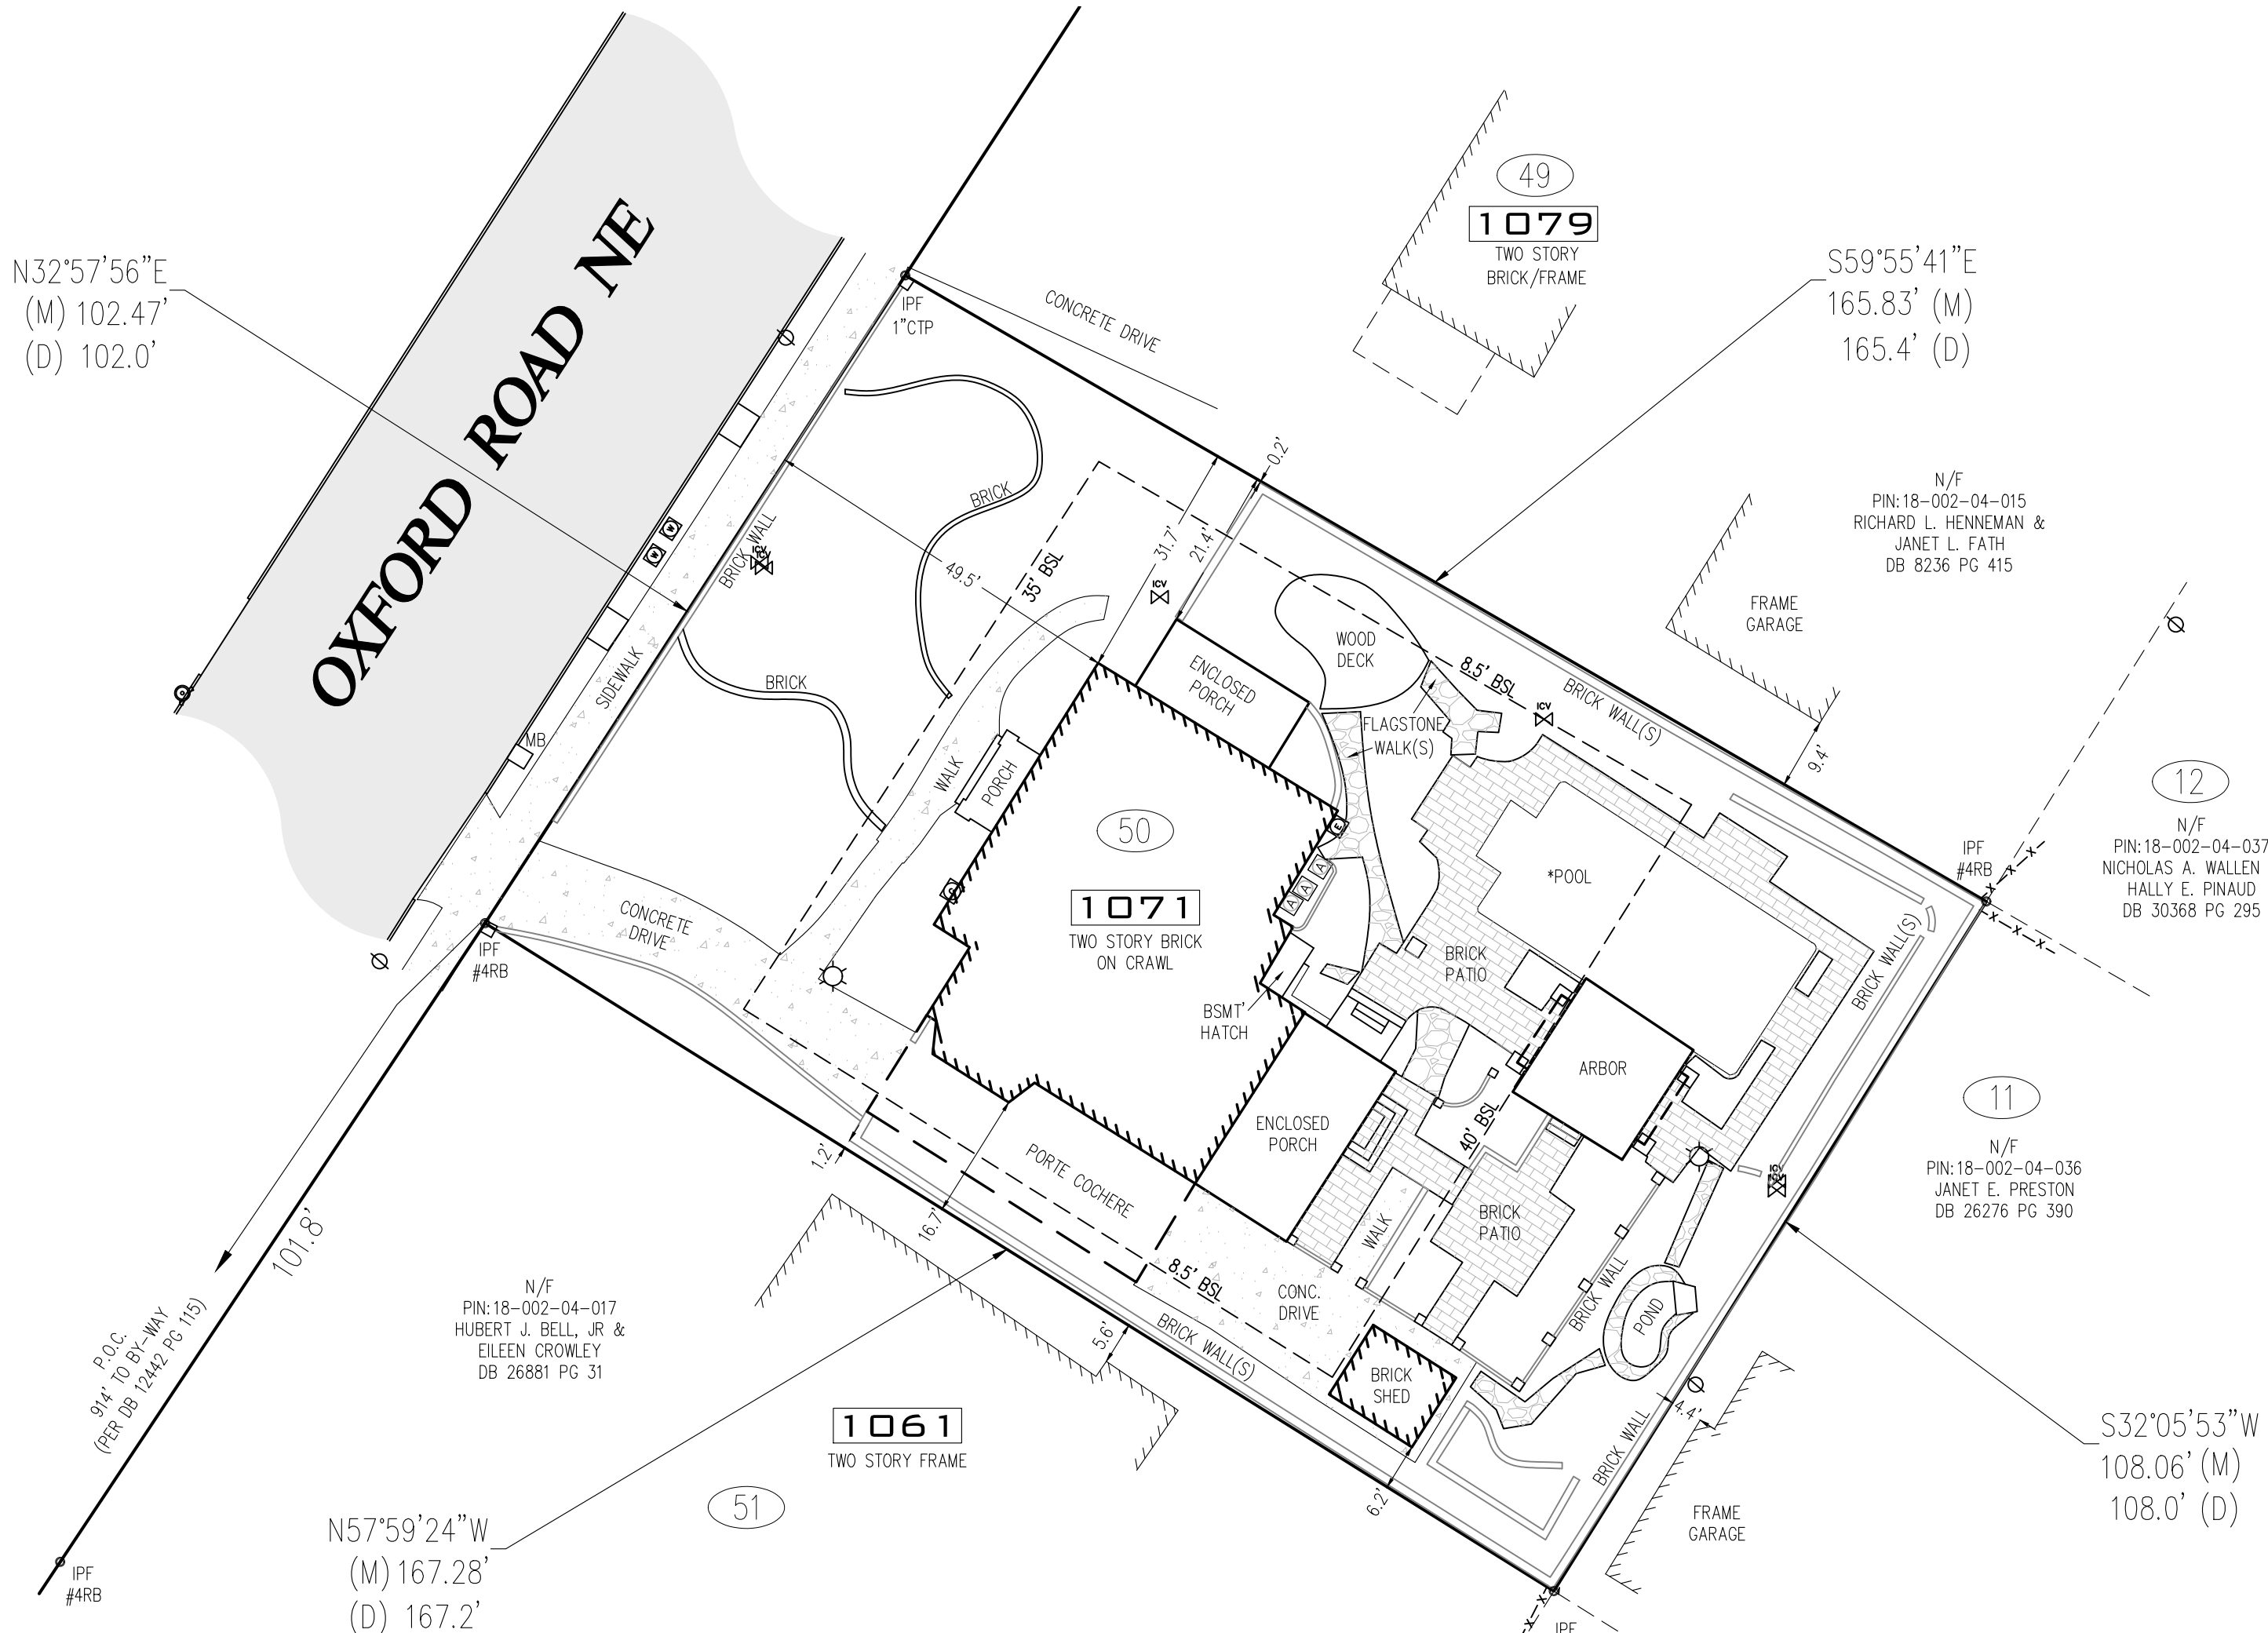 OXFORD ROAD NE
N32°57'56"E
(M) 102.47'
(D) 102.0'
IPF
1"CTP
CONCRETE DRIVE
49
1079
TWO STORY
BRICK/FRAME
S59°55'41"E
165.83' (M)
165.4' (D)
N/F
PIN:18-002-04-015
RICHARD L. HENNEMAN &
JANET L. FATH
DB 8236 PG 415
FRAME
GARAGE
9.4'
12
N/F
PIN:18-002-04-037
NICHOLAS A. WALLEN
HALLY E. PINAUD
DB 30368 PG 295
IPF
#4RB
0.2'
31.7'
21.4'
BRICK
BRICK WALL
ICV
W
W
49.5'
35' BSL
ICV
SIDEWALK
BRICK
MB
WALK
PORCH
ENCLOSED
PORCH
WOOD
DECK
8.5' BSL
ICV
BRICK WALL(S)
FLAGSTONE
WALK(S)
50
1071
TWO STORY BRICK
ON CRAWL
E
A
A
A
G
*POOL
BRICK
PATIO
BRICK WALL(S)
BSMT'
HATCH
ARBOR
CONCRETE
DRIVE
IPF
#4RB
ENCLOSED
PORCH
40' BSL
PORTE COCHERE
1.2'
16.7'
WALK
BRICK
PATIO
BRICK WALL
POND
ICV
11
N/F
PIN:18-002-04-036
JANET E. PRESTON
DB 26276 PG 390
8.5' BSL
CONC.
DRIVE
BRICK WALL(S)
5.6'
BRICK
SHED
6.2'
BRICK WALL
4.4'
FRAME
GARAGE
S32°05'53"W
108.06' (M)
108.0' (D)
101.8'
P.O.C.
914' TO BY-WAY
(PER DB 12442 PG 115)
N/F
PIN:18-002-04-017
HUBERT J. BELL, JR &
EILEEN CROWLEY
DB 26881 PG 31
1061
TWO STORY FRAME
51
N57°59'24"W
(M) 167.28'
(D) 167.2'
IPF
#4RB
IPF